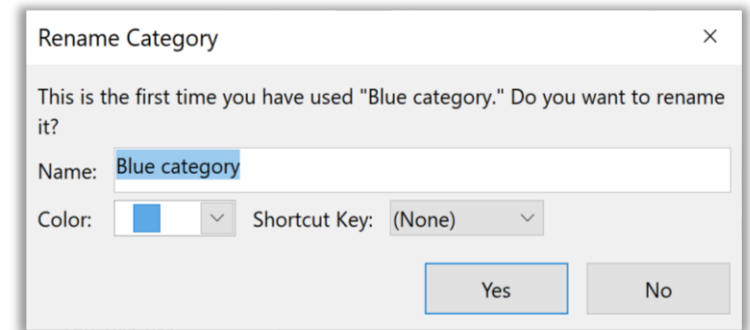 Rename Category
This is the first time you have used "Blue category." Do you want to rename
it?
Name: Blue category
Color: Shortcut Key: (None)
Yes No